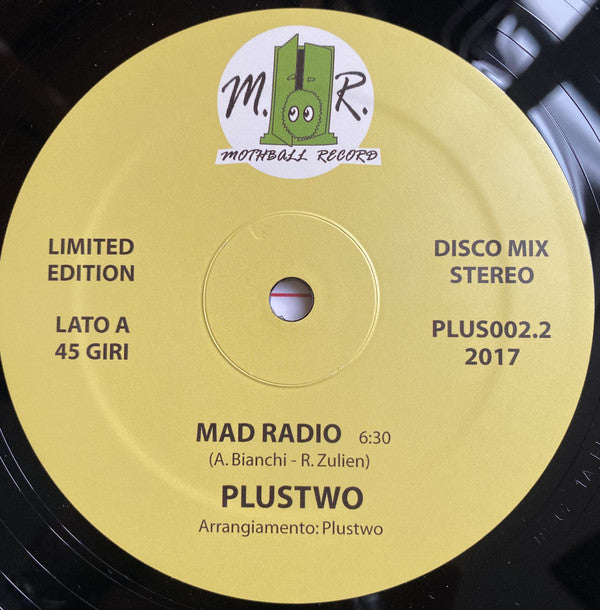 M. R.
MOTHBALL RECORD
LIMITED
EDITION
DISCO MIX
STEREO
LATO A
45 GIRI
PLUS002.2
2017
MAD RADIO 6:30
(A. Bianchi - R. Zulien)
PLUSTWO
Arrangiamento: Plustwo